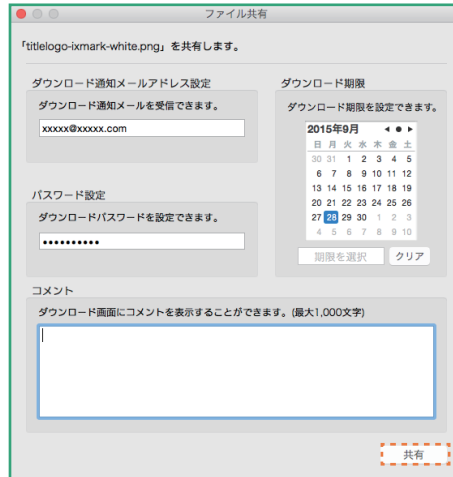 ファイル共有
「titlelogo-ixmark-white.png」を共有します。
ダウンロード通知メールアドレス設定
ダウンロード通知メールを受信できます。
xxxxx@xxxxx.com
パスワード設定
ダウンロードパスワードを設定できます。
••••••••••
ダウンロード期限
ダウンロード期限を設定できます。
2015年9月
日 月 火 水 木 金 土
30 31 1 2 3 4 5
6 7 8 9 10 11 12
13 14 15 16 17 18 19
20 21 22 23 24 25 26
27 28 29 30 1 2 3
4 5 6 7 8 9 10
期限を選択 クリア
コメント
ダウンロード画面にコメントを表示することができます。(最大1,000文字)
共有